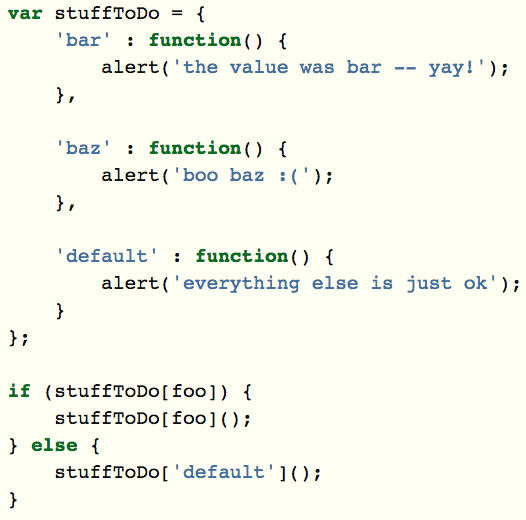 var stuffToDo = {
    'bar' : function() {
        alert('the value was bar -- yay!');
    },

    'baz' : function() {
        alert('boo baz :(');
    },

    'default' : function() {
        alert('everything else is just ok');
    }
};

if (stuffToDo[foo]) {
    stuffToDo[foo]();
} else {
    stuffToDo['default']();
}